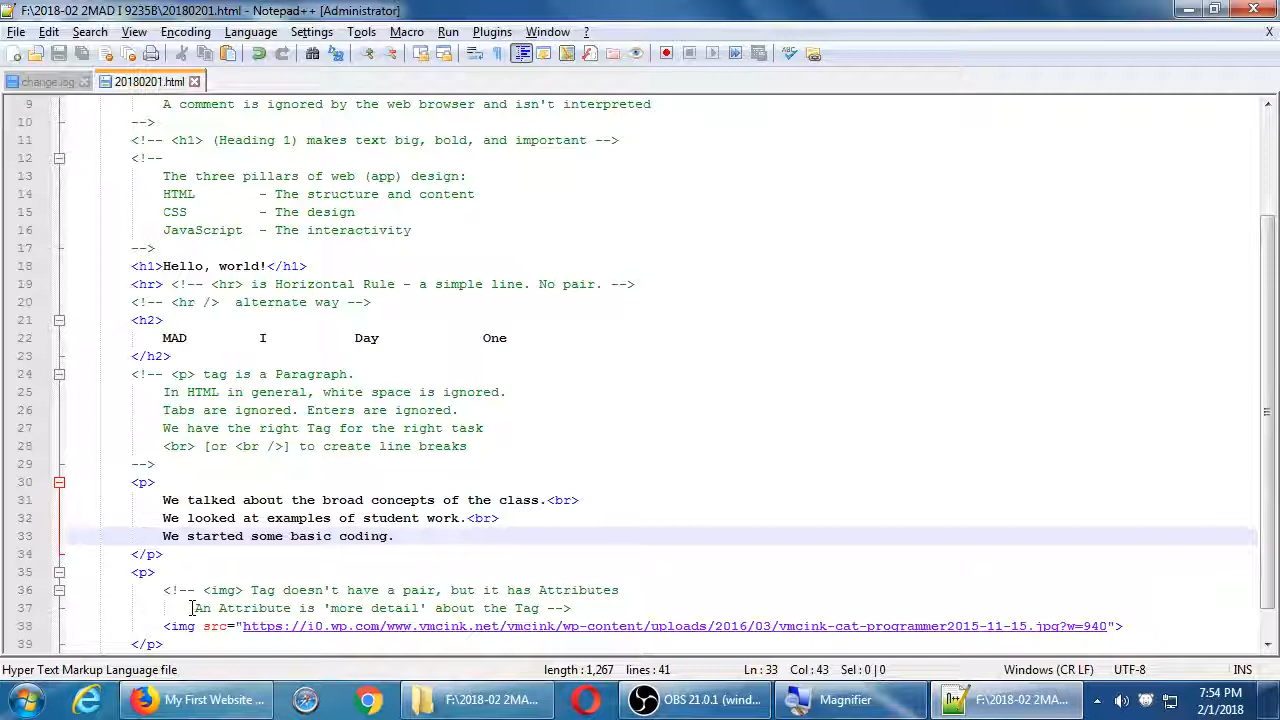 F:\2018-02 2MAD I 9235B\20180201.html - Notepad++ [Administrator]
File Edit Search View Encoding Language Settings Tools Macro Run Plugins Window ? X
change.log 20180201.html
9 A comment is ignored by the web browser and isn't interpreted
10 -->
11 <!-- <h1> (Heading 1) makes text big, bold, and important -->
12 <!--
13 The three pillars of web (app) design:
14 HTML - The structure and content
15 CSS - The design
16 JavaScript - The interactivity
17 -->
18 <h1>Hello, world!</h1>
19 <hr> <!-- <hr> is Horizontal Rule - a simple line. No pair. -->
20 <!-- <hr /> alternate way -->
21 <h2>
22 MAD I Day One
23 </h2>
24 <!-- <p> tag is a Paragraph.
25 In HTML in general, white space is ignored.
26 Tabs are ignored. Enters are ignored.
27 We have the right Tag for the right task
28 <br> [or <br />] to create line breaks
29 -->
30 <p>
31 We talked about the broad concepts of the class.<br>
32 We looked at examples of student work.<br>
33 We started some basic coding.
34 </p>
35 <p>
36 <!-- <img> Tag doesn't have a pair, but it has Attributes
37 An Attribute is 'more detail' about the Tag -->
38 <img src="https://i0.wp.com/www.vmcink.net/vmcink/wp-content/uploads/2016/03/vmcink-cat-programmer2015-11-15.jpg?w=940">
39 </p>
Hyper Text Markup Language file length : 1,267 lines : 41 Ln : 33 Col : 43 Sel : 0 | 0 Windows (CR LF) UTF-8 INS
My First Website ... F:\2018-02 2MAD... OBS 21.0.1 (wind... Magnifier F:\2018-02 2MA... 7:54 PM
2/1/2018